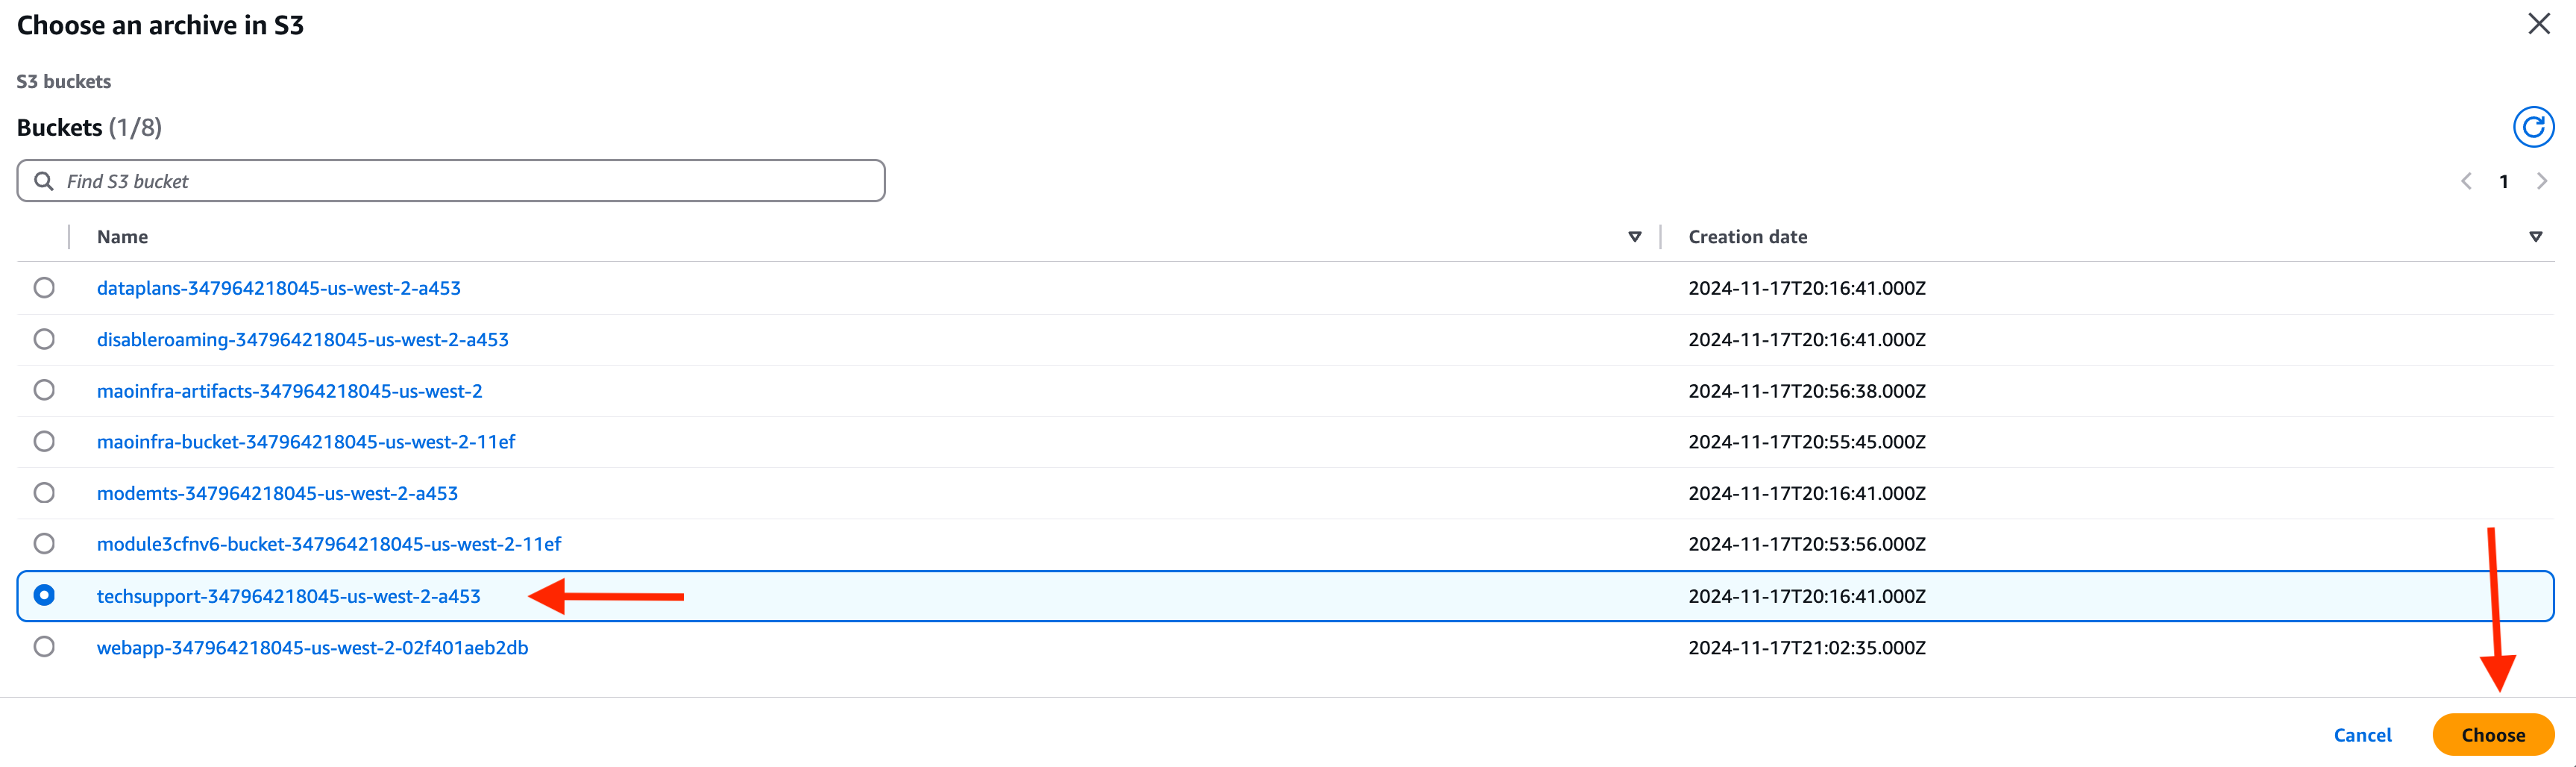 Choose an archive in S3
S3 buckets
Buckets (1/8)
Find S3 bucket
1
Name Creation date
dataplans-347964218045-us-west-2-a453 2024-11-17T20:16:41.000Z
disableroaming-347964218045-us-west-2-a453 2024-11-17T20:16:41.000Z
maoinfra-artifacts-347964218045-us-west-2 2024-11-17T20:56:38.000Z
maoinfra-bucket-347964218045-us-west-2-11ef 2024-11-17T20:55:45.000Z
modemts-347964218045-us-west-2-a453 2024-11-17T20:16:41.000Z
module3cfnv6-bucket-347964218045-us-west-2-11ef 2024-11-17T20:53:56.000Z
techsupport-347964218045-us-west-2-a453 2024-11-17T20:16:41.000Z
webapp-347964218045-us-west-2-02f401aeb2db 2024-11-17T21:02:35.000Z
Cancel Choose